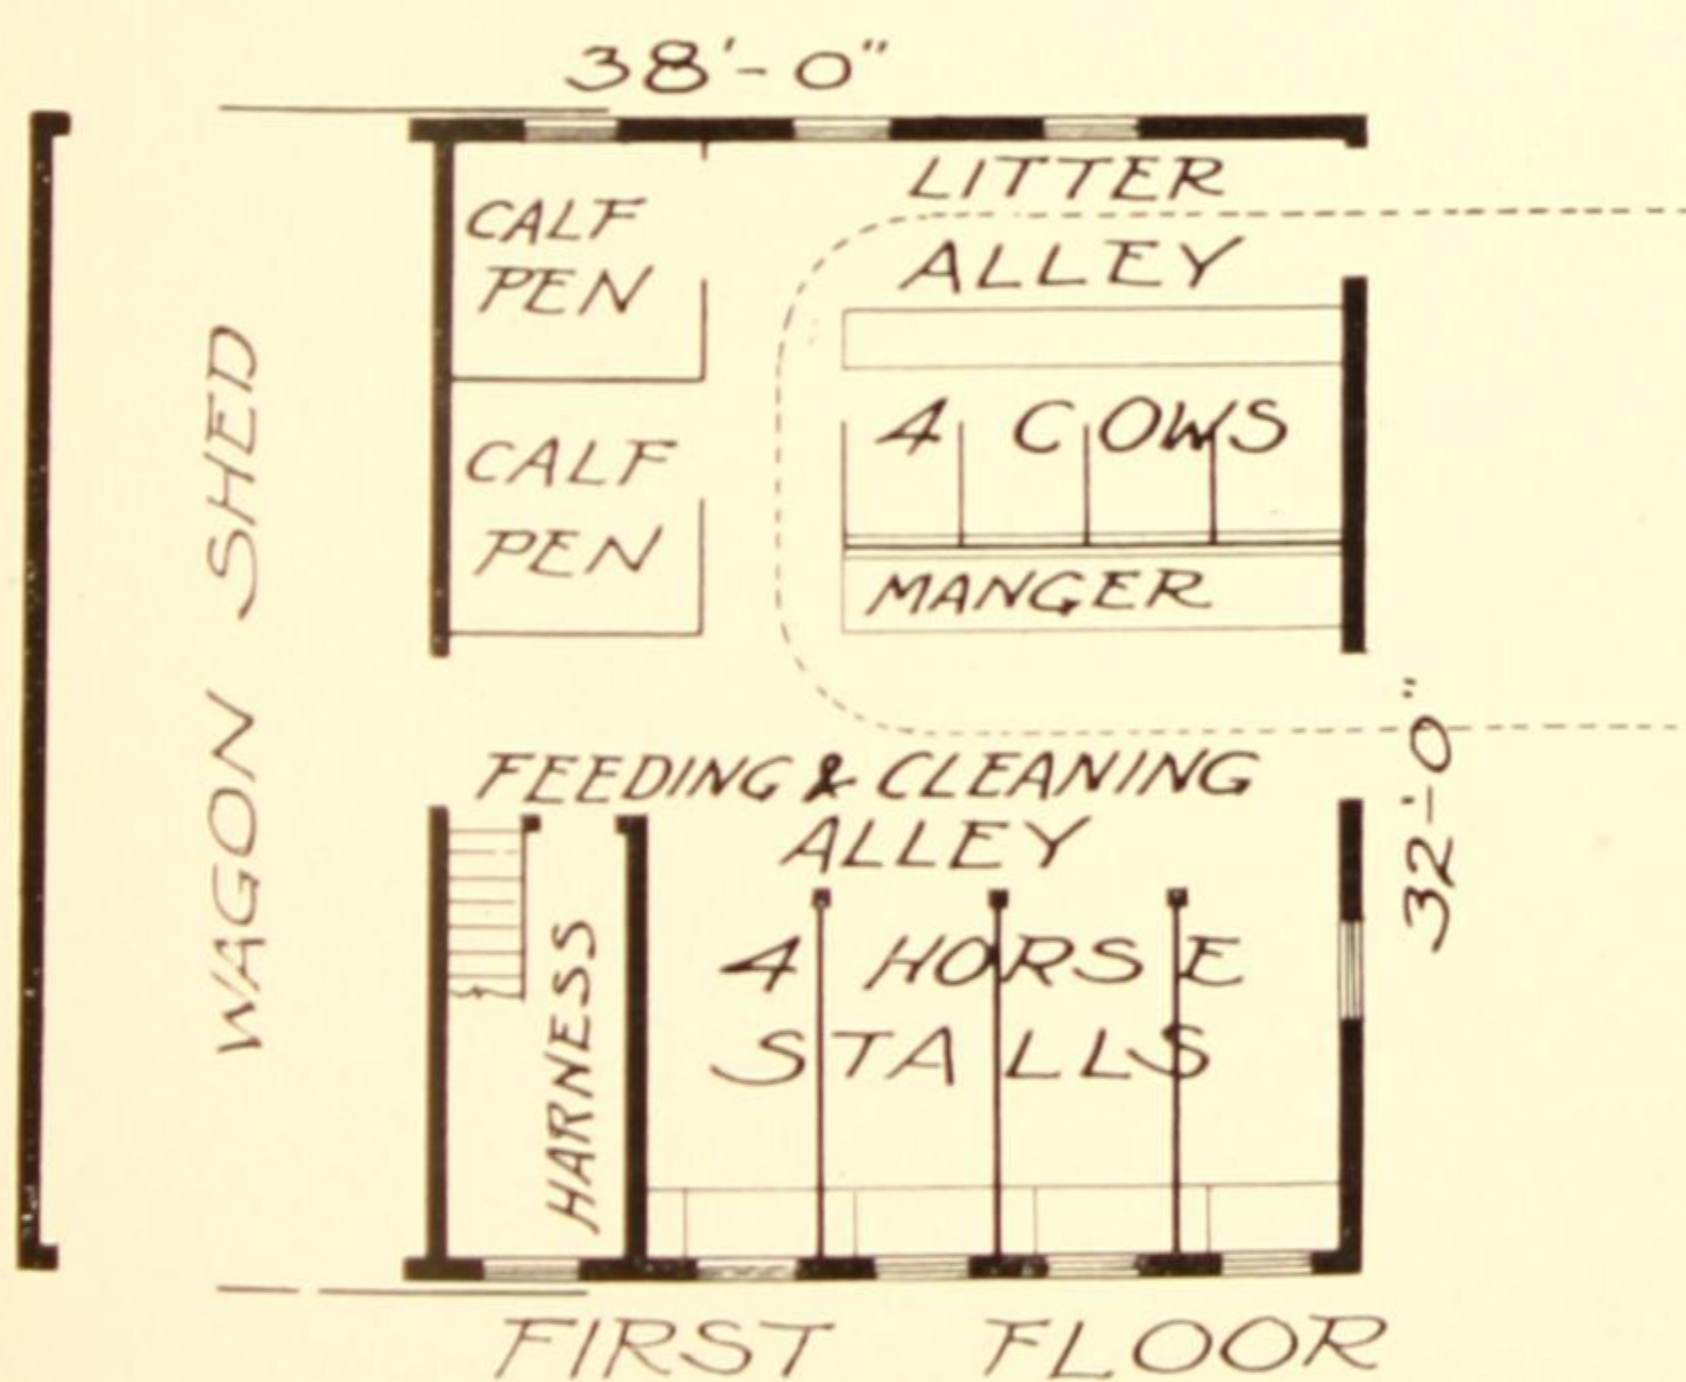 38'-0"
LITTER
ALLEY
CALF
PEN
4 COWS
CALF
PEN
MANGER
WAGON SHED
FEEDING & CLEANING
ALLEY
32'-0"
4 HORSE
STALLS
HARNESS
FIRST FLOOR